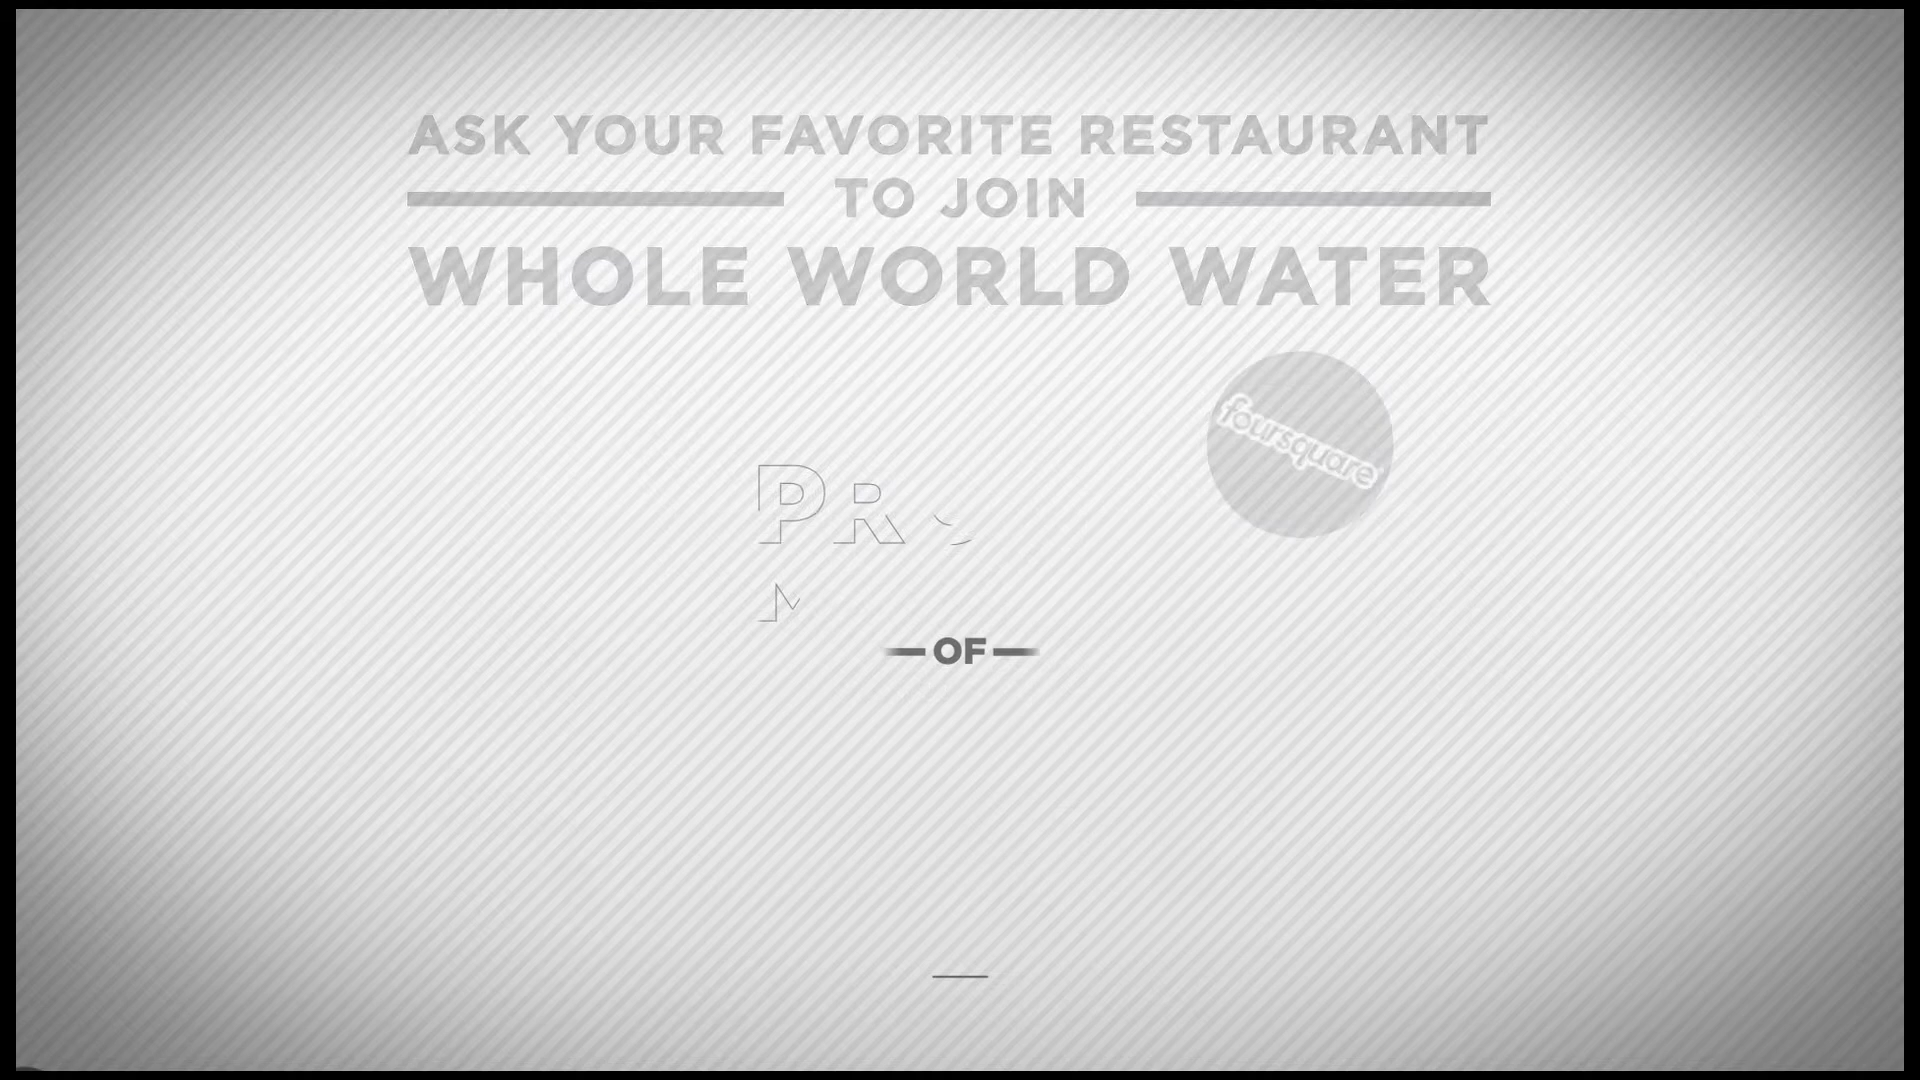 ASK YOUR FAVORITE RESTAURANT
TO JOIN
WHOLE WORLD WATER
foursquare
OF